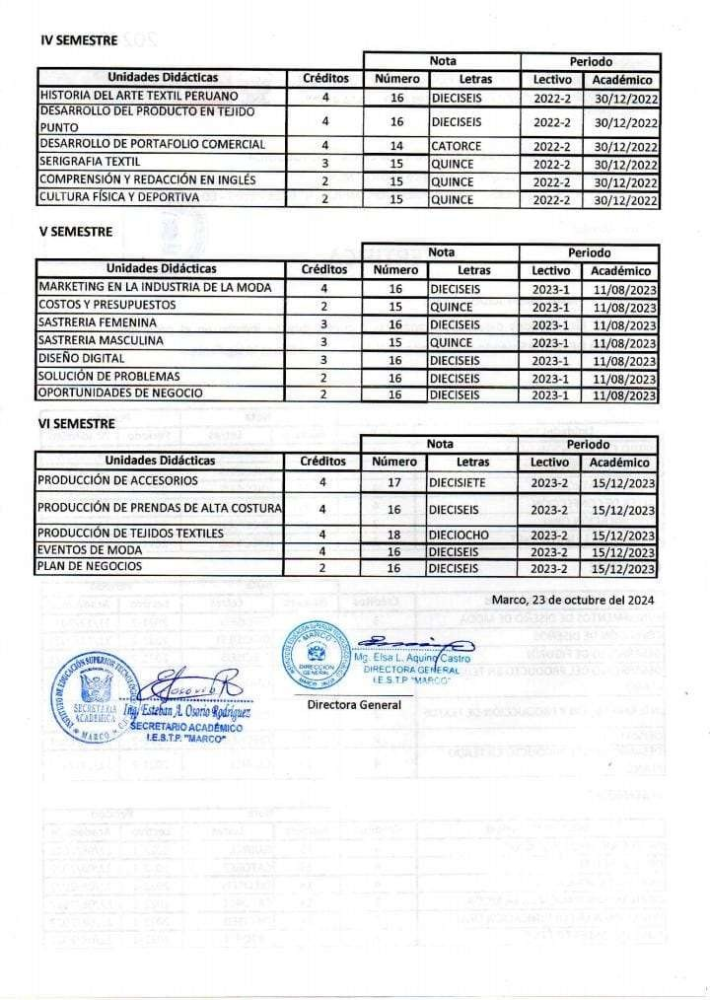 IV SEMESTRE
Nota Periodo
Unidades Didácticas Créditos Número Letras Lectivo Académico
HISTORIA DEL ARTE TEXTIL PERUANO 4 16 DIECISEIS 2022-2 30/12/2022
DESARROLLO DEL PRODUCTO EN TEJIDO
PUNTO 4 16 DIECISEIS 2022-2 30/12/2022
DESARROLLO DE PORTAFOLIO COMERCIAL 4 14 CATORCE 2022-2 30/12/2022
SERIGRAFIA TEXTIL 3 15 QUINCE 2022-2 30/12/2022
COMPRENSIÓN Y REDACCIÓN EN INGLÉS 2 15 QUINCE 2022-2 30/12/2022
CULTURA FÍSICA Y DEPORTIVA 2 15 QUINCE 2022-2 30/12/2022
V SEMESTRE
Nota Periodo
Unidades Didácticas Créditos Número Letras Lectivo Académico
MARKETING EN LA INDUSTRIA DE LA MODA 4 16 DIECISEIS 2023-1 11/08/2023
COSTOS Y PRESUPUESTOS 2 15 QUINCE 2023-1 11/08/2023
SASTRERIA FEMENINA 3 16 DIECISEIS 2023-1 11/08/2023
SASTRERIA MASCULINA 3 15 QUINCE 2023-1 11/08/2023
DISEÑO DIGITAL 3 16 DIECISEIS 2023-1 11/08/2023
SOLUCIÓN DE PROBLEMAS 2 16 DIECISEIS 2023-1 11/08/2023
OPORTUNIDADES DE NEGOCIO 2 16 DIECISEIS 2023-1 11/08/2023
VI SEMESTRE
Nota Periodo
Unidades Didácticas Créditos Número Letras Lectivo Académico
PRODUCCIÓN DE ACCESORIOS 4 17 DIECISIETE 2023-2 15/12/2023
PRODUCCIÓN DE PRENDAS DE ALTA COSTURA 4 16 DIECISEIS 2023-2 15/12/2023
PRODUCCIÓN DE TEJIDOS TEXTILES 4 18 DIECIOCHO 2023-2 15/12/2023
EVENTOS DE MODA 4 16 DIECISEIS 2023-2 15/12/2023
PLAN DE NEGOCIOS 2 16 DIECISEIS 2023-2 15/12/2023
Marco, 23 de octubre del 2024
"MARCO"
DIRECCIÓN
GENERAL
Mg. Elsa L. Aquino Castro
DIRECTORA GENERAL
I.E.S.T.P "MARCO"
Directora General
INSTITUTO DE EDUCACIÓN SUPERIOR TECNOLÓGICO
SECRETARIA
ACADÉMICA
MARCO
Ing. Esteban A. Osorio Rodríguez
SECRETARIO ACADÉMICO
I.E.S.T.P. "MARCO"